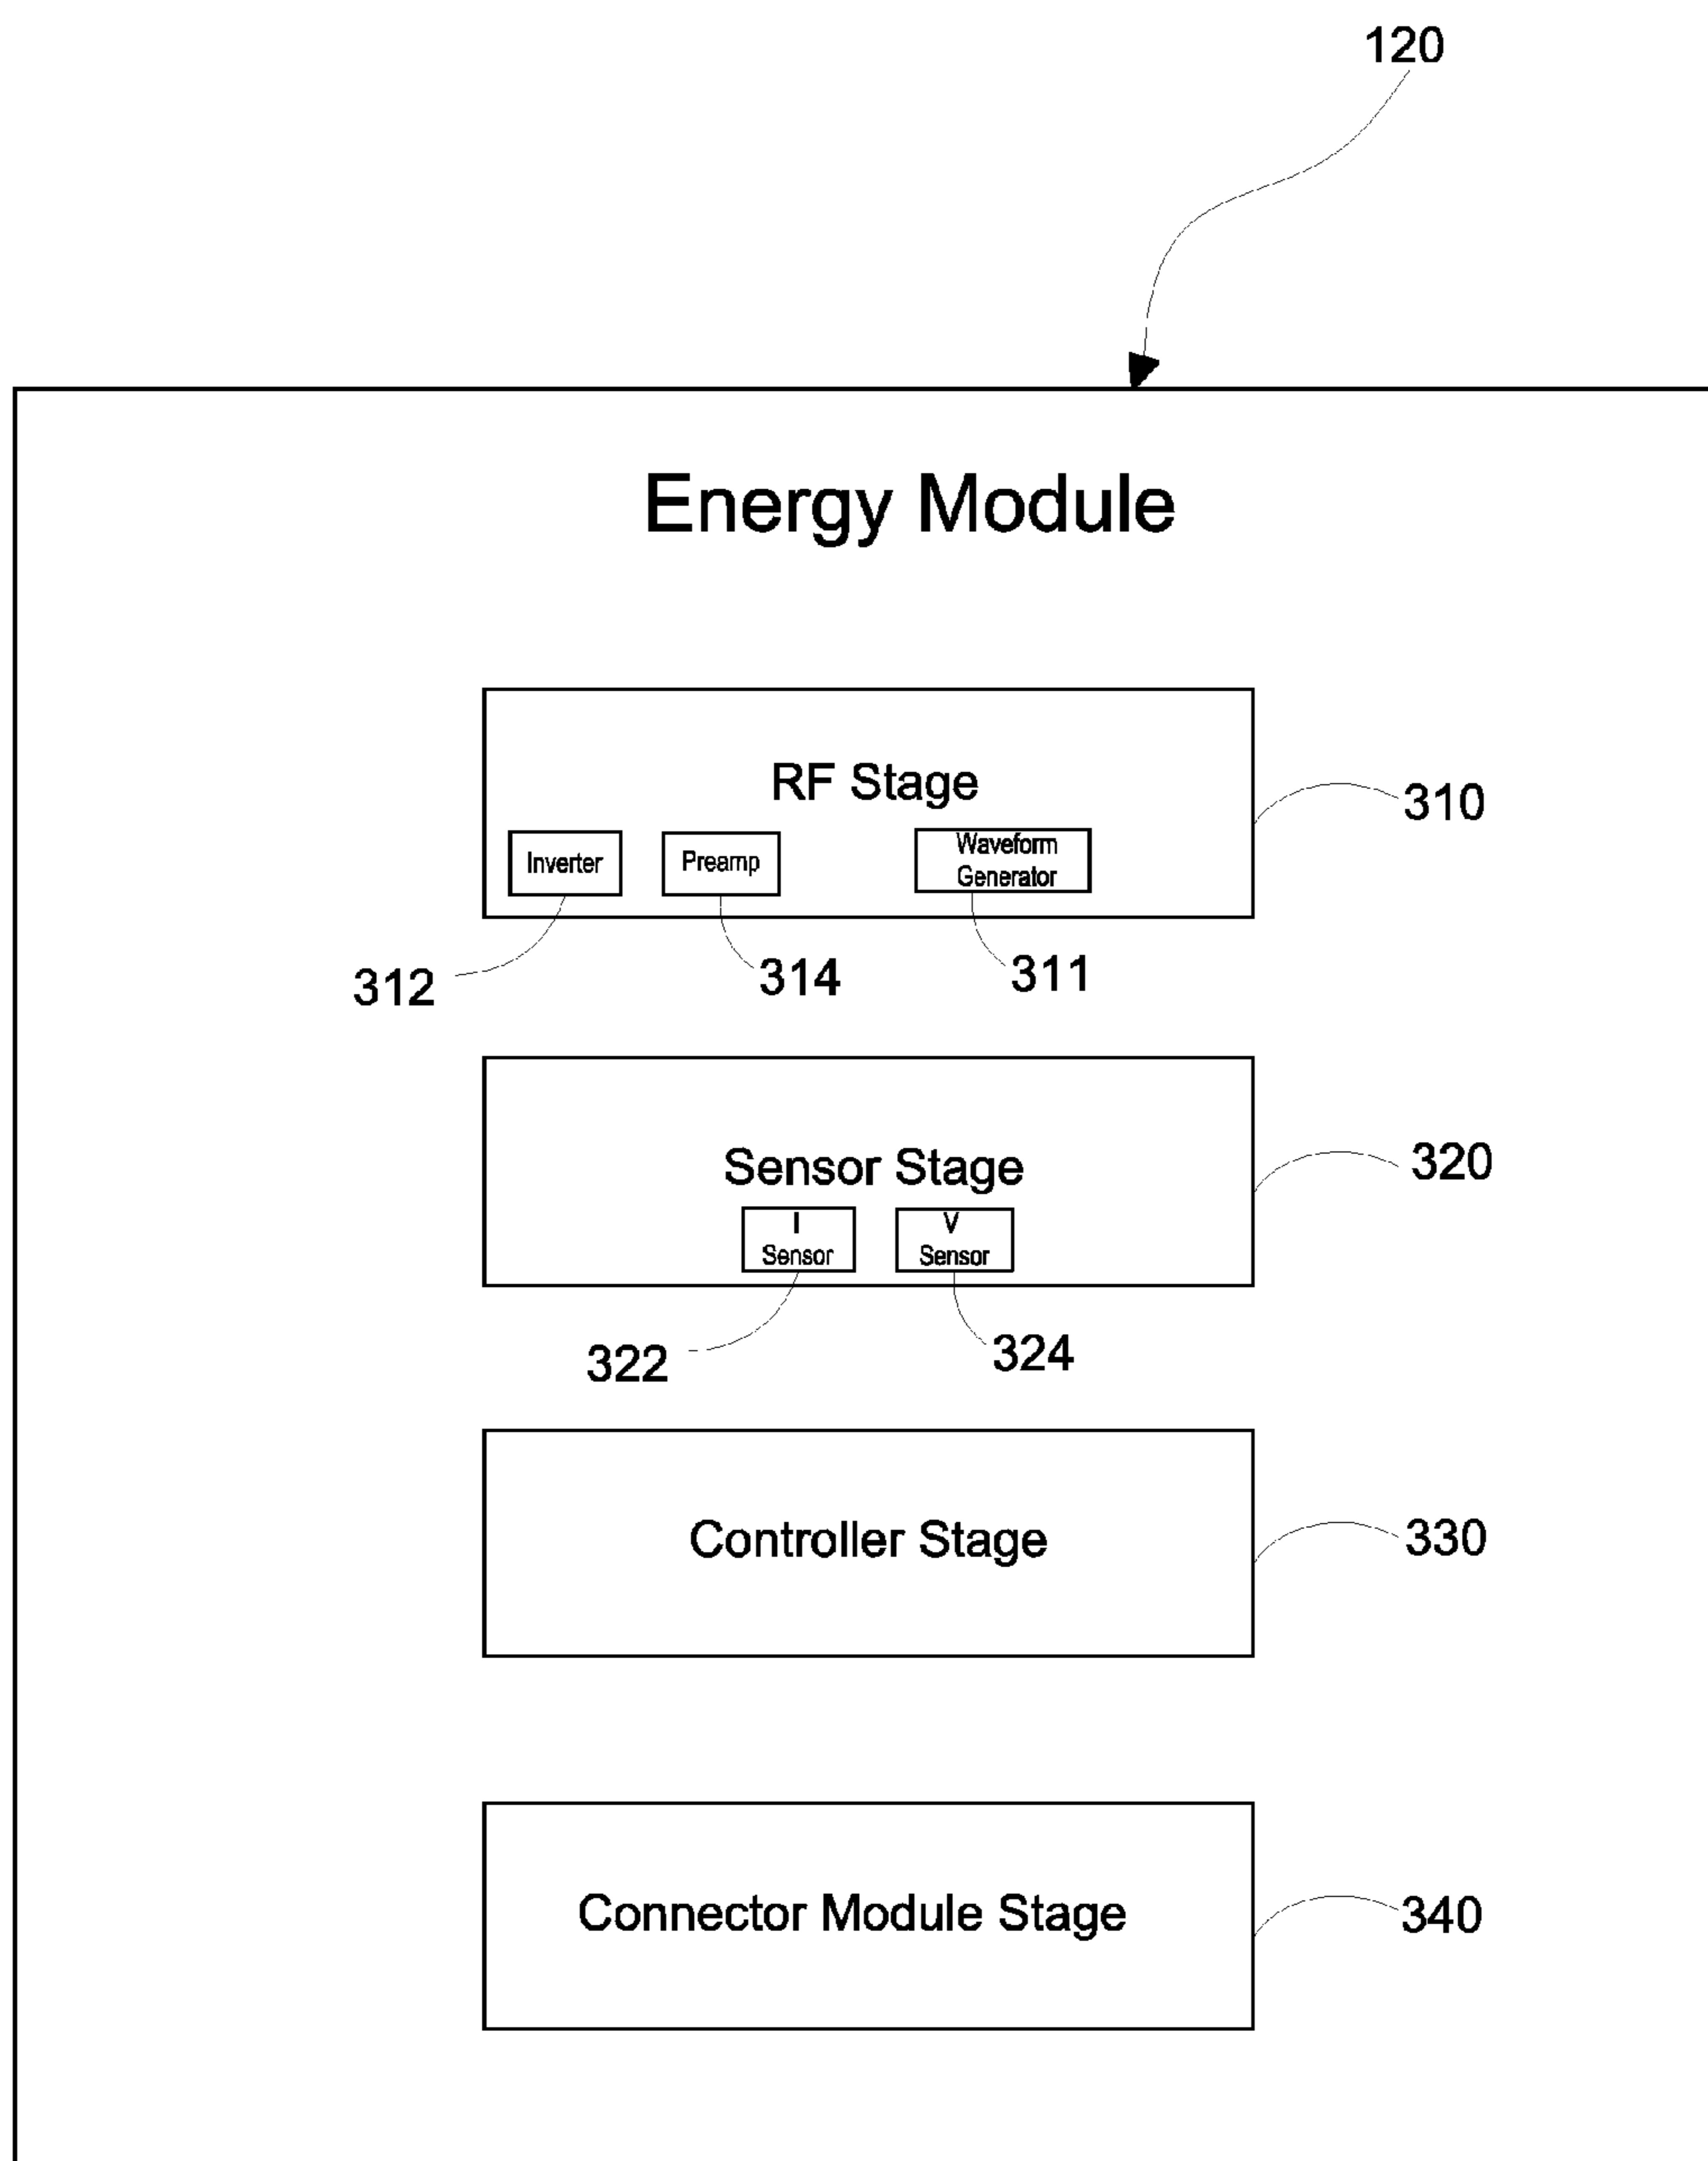 120
Energy Module
RF Stage
310
Inverter
Preamp
Waveform
Generator
312
314
311
Sensor Stage
320
I
Sensor
V
Sensor
322
324
Controller Stage
330
Connector Module Stage
340